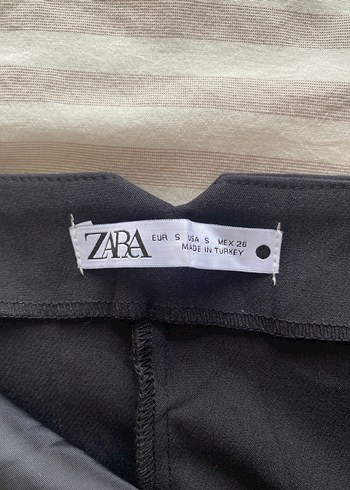 ZARA
EUR S USA S MEX 26
MADE IN TURKEY